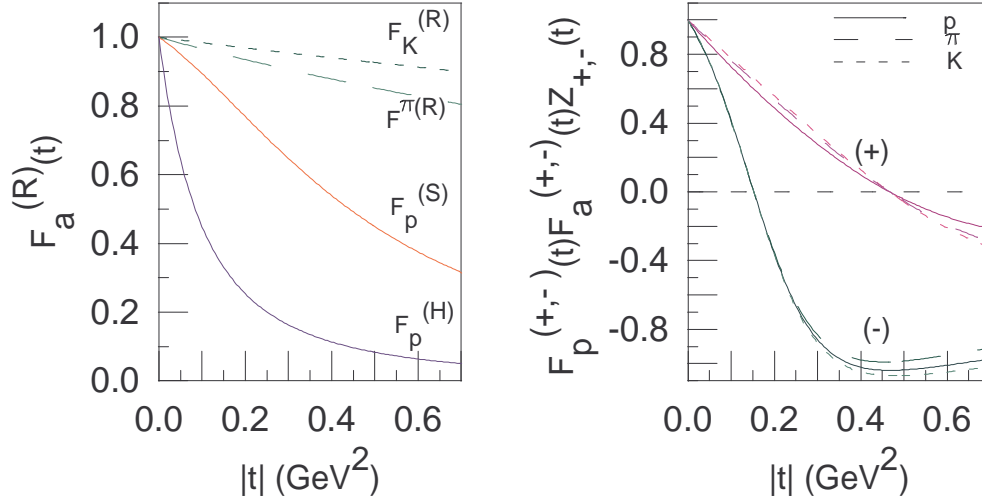 F_a^(R)(t)
1.0
0.8
0.6
0.4
0.2
0.0
F_K^(R)
F^π(R)
F_p^(S)
F_p^(H)
0.0 0.2 0.4 0.6
|t| (GeV^2)
F_p^(+,-)(t)F_a^(+,-)(t)Z_+,-(t)
0.8
0.4
0.0
-0.4
-0.8
p
π
K
(+)
(-)
0.0 0.2 0.4 0.6
|t| (GeV^2)